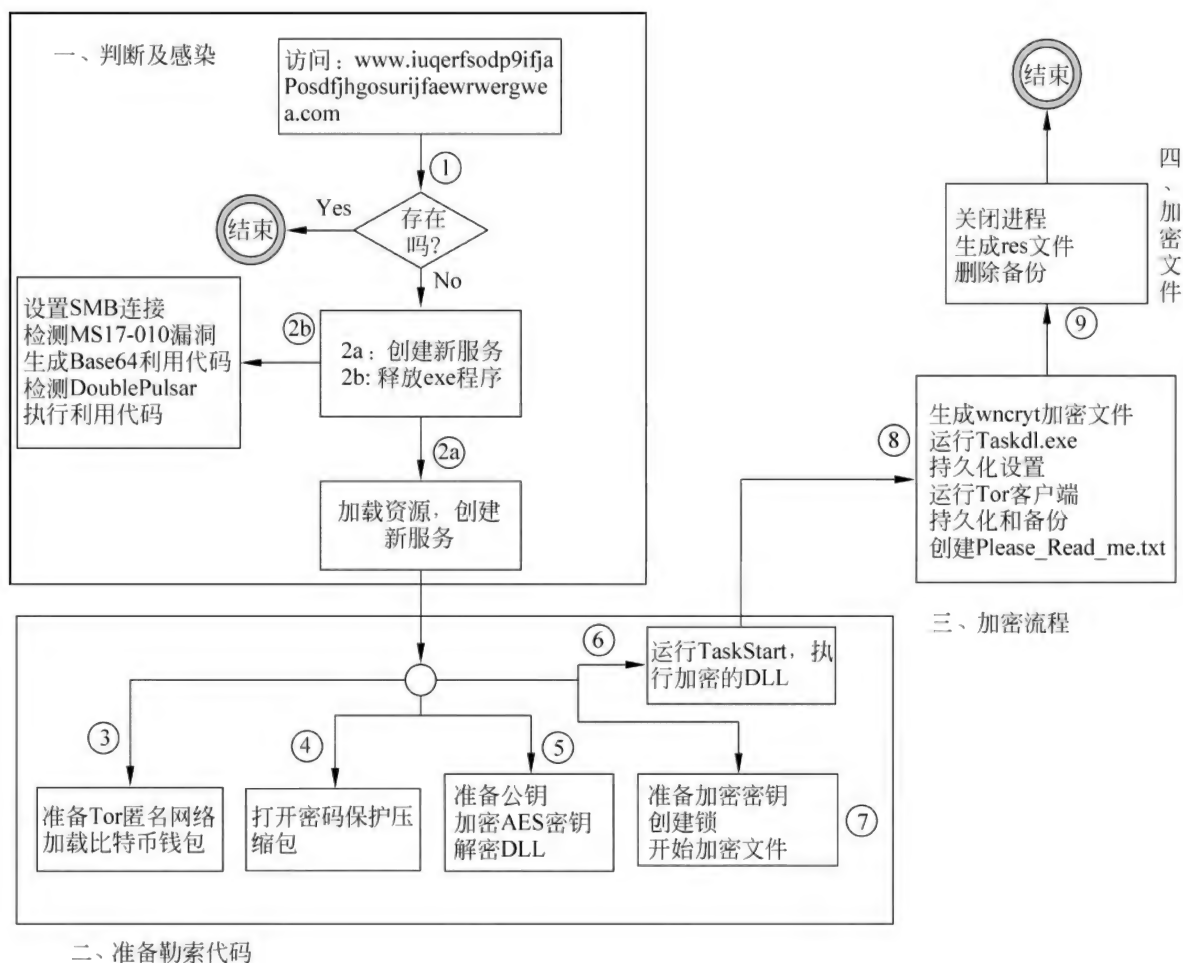 一、判断及感染
访问：www.iuqerfsodp9ifja
Posdfjhgosurijfaewrwergwe
a.com
①
存在
吗？
Yes
结束
No
2b
设置SMB连接
检测MS17-010漏洞
生成Base64利用代码
检测DoublePulsar
执行利用代码
2a：创建新服务
2b: 释放exe程序
2a
加载资源，创建
新服务
③
准备Tor匿名网络
加载比特币钱包
④
打开密码保护压
缩包
⑤
准备公钥
加密AES密钥
解密DLL
⑥
运行TaskStart，执
行加密的DLL
准备加密密钥
创建锁
开始加密文件
⑦
二、准备勒索代码
⑧
生成wncryt加密文件
运行Taskdl.exe
持久化设置
运行Tor客户端
持久化和备份
创建Please_Read_me.txt
三、加密流程
⑨
关闭进程
生成res文件
删除备份
四、加密文件
结束